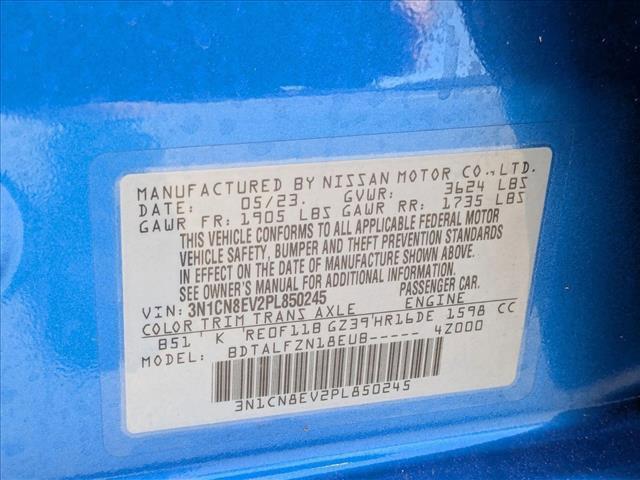 MANUFACTURED BY NISSAN MOTOR CO.,LTD.
DATE: 05/23. GVWR: 3624 LBS
GAWR FR: 1905 LBS GAWR RR: 1735 LBS
THIS VEHICLE CONFORMS TO ALL APPLICABLE FEDERAL MOTOR
VEHICLE SAFETY, BUMPER AND THEFT PREVENTION STANDARDS
IN EFFECT ON THE DATE OF MANUFACTURE SHOWN ABOVE.
SEE OWNER'S MANUAL FOR ADDITIONAL INFORMATION.
VIN: 3N1CN8EV2PL850245 PASSENGER CAR.
COLOR TRIM TRANS AXLE ENGINE
B51 K RE0F11B GZ39 HR16DE 1598 CC
MODEL: BDTALFZN18EUB----- 4Z000
3N1CN8EV2PL850245